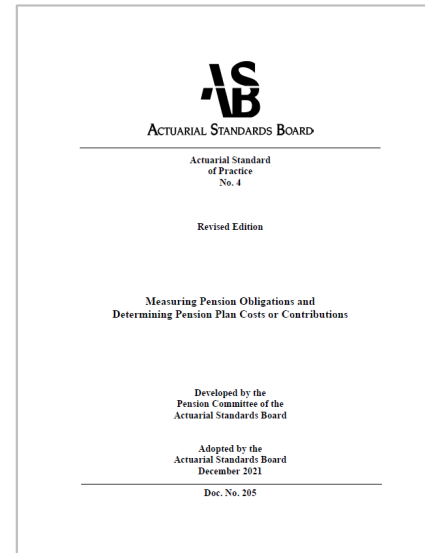 ASB
ACTUARIAL STANDARDS BOARD
Actuarial Standard
of Practice
No. 4
Revised Edition
Measuring Pension Obligations and
Determining Pension Plan Costs or Contributions
Developed by the
Pension Committee of the
Actuarial Standards Board
Adopted by the
Actuarial Standards Board
December 2021
Doc. No. 205